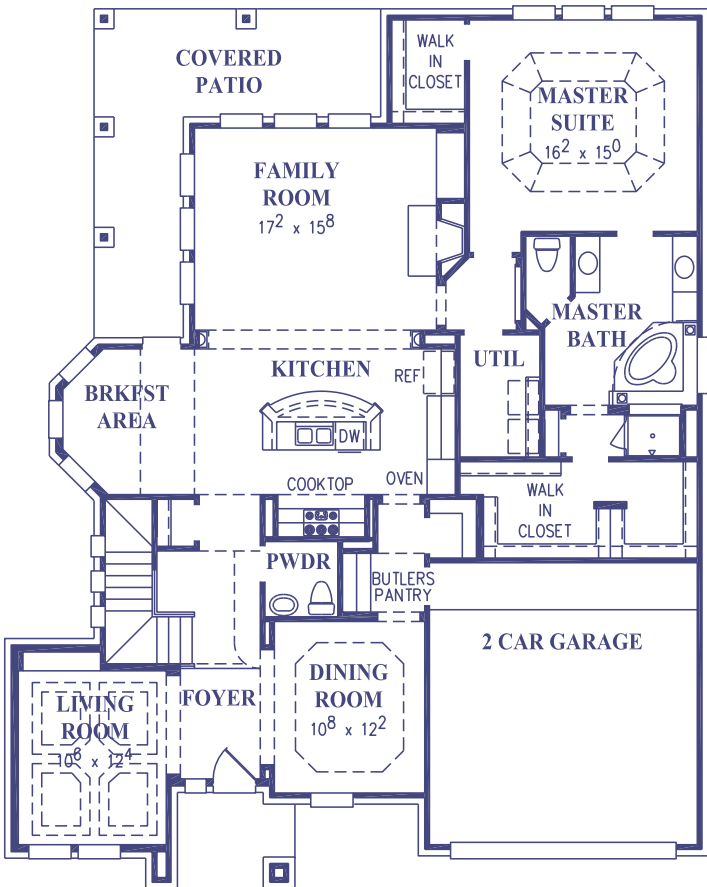 COVERED
PATIO
WALK
IN
CLOSET
MASTER
SUITE
16² x 15⁰
FAMILY
ROOM
17² x 15⁸
MASTER
BATH
UTIL
KITCHEN
REF
BRKFST
AREA
DW
COOKTOP
OVEN
WALK
IN
CLOSET
PWDR
BUTLERS
PANTRY
2 CAR GARAGE
LIVING
ROOM
10⁶ x 12⁴
FOYER
DINING
ROOM
10⁸ x 12²